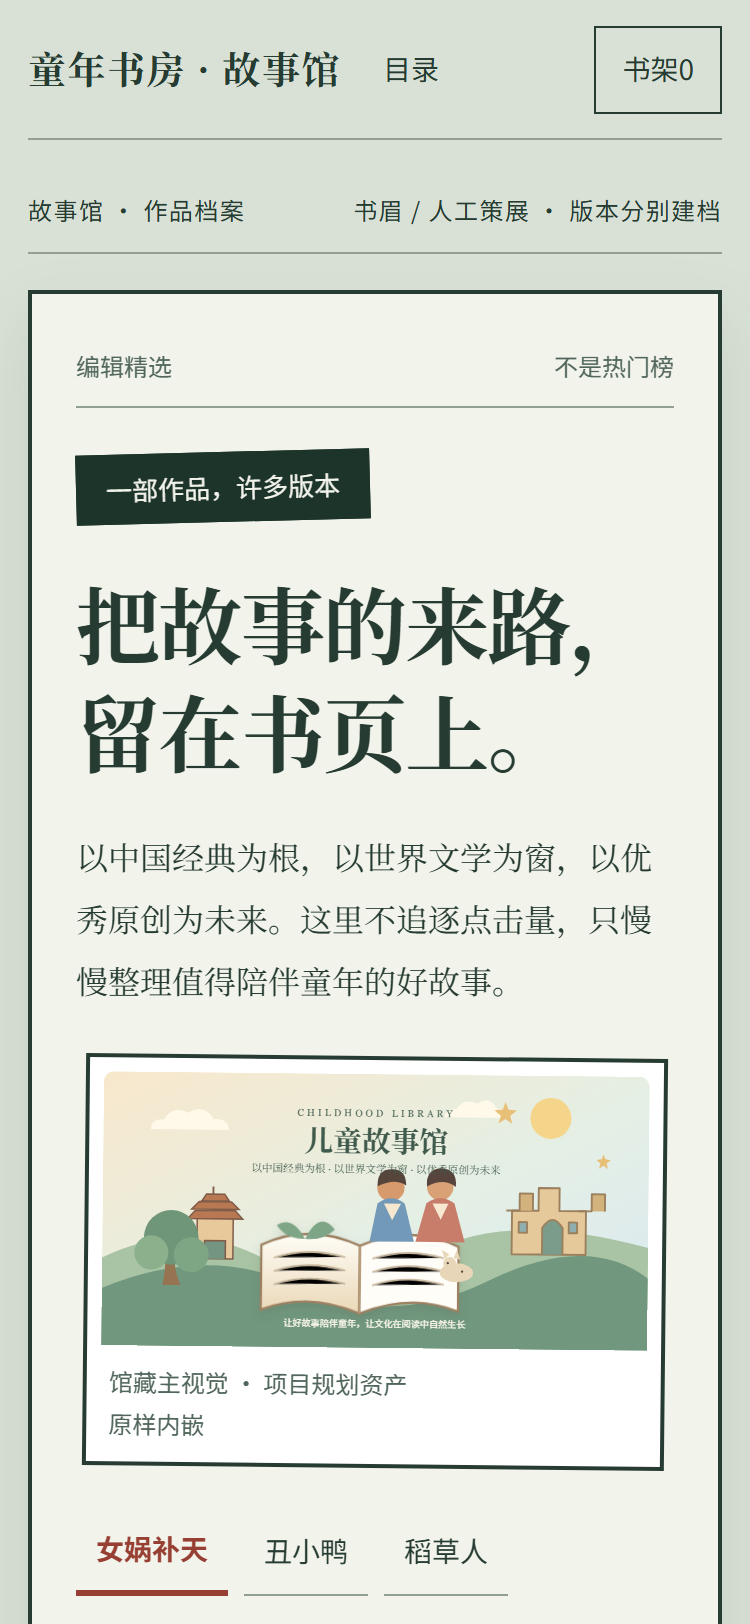 童年书房·故事馆 目录 书架0
故事馆 · 作品档案 书眉 / 人工策展 · 版本分别建档
编辑精选 不是热门榜
一部作品，许多版本
把故事的来路，
留在书页上。
以中国经典为根，以世界文学为窗，以优
秀原创为未来。这里不追逐点击量，只慢
慢整理值得陪伴童年的好故事。
CHILDHOOD LIBRARY
儿童故事馆
以中国经典为根 · 以世界文学为窗 · 以优秀原创为未来
让好故事陪伴童年，让文化在阅读中自然生长
馆藏主视觉 · 项目规划资产
原样内嵌
女娲补天 丑小鸭 稻草人